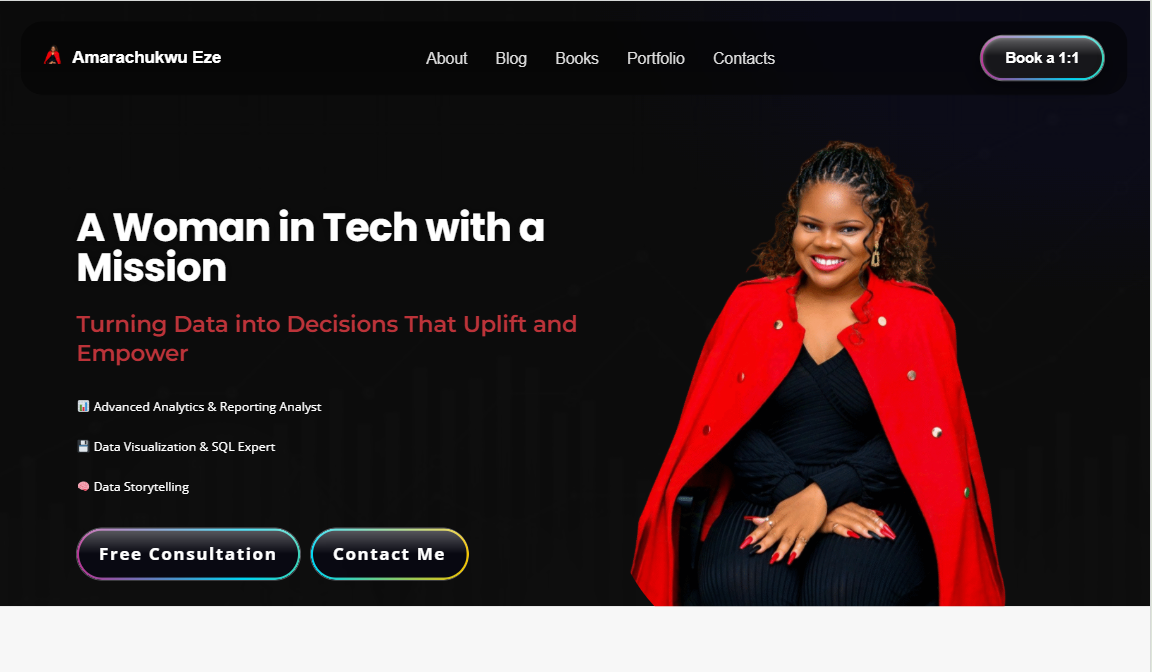 Amarachukwu Eze
About
Blog
Books
Portfolio
Contacts
Book a 1:1
A Woman in Tech with a
Mission
Turning Data into Decisions That Uplift and
Empower
📊 Advanced Analytics & Reporting Analyst
💾 Data Visualization & SQL Expert
🧠 Data Storytelling
Free Consultation
Contact Me